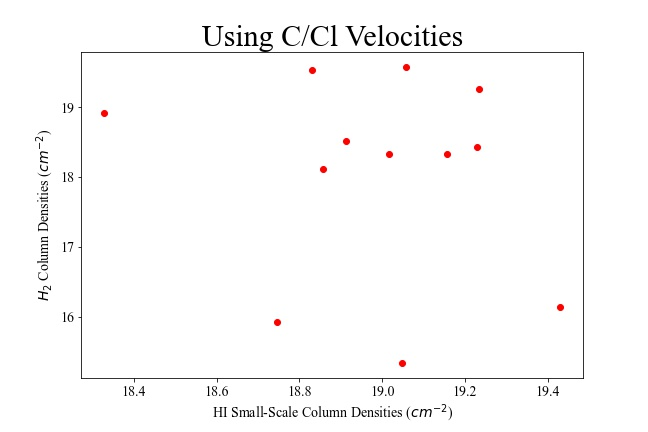 Using C/Cl Velocities
19
18
17
16
H₂ Column Densities (cm⁻²)
18.4 18.6 18.8 19.0 19.2 19.4
HI Small-Scale Column Densities (cm⁻²)